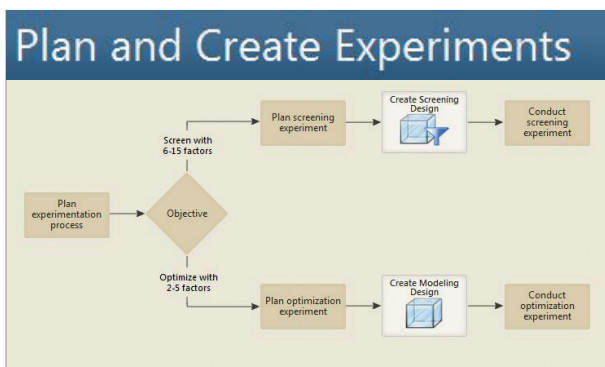 Plan and Create Experiments
Create Screening
Design
Plan screening
experiment
Conduct
screening
experiment
Screen with
6-15 factors
Plan
experimentation
process
Objective
Optimize with
2-5 factors
Create Modeling
Design
Plan optimization
experiment
Conduct
optimization
experiment